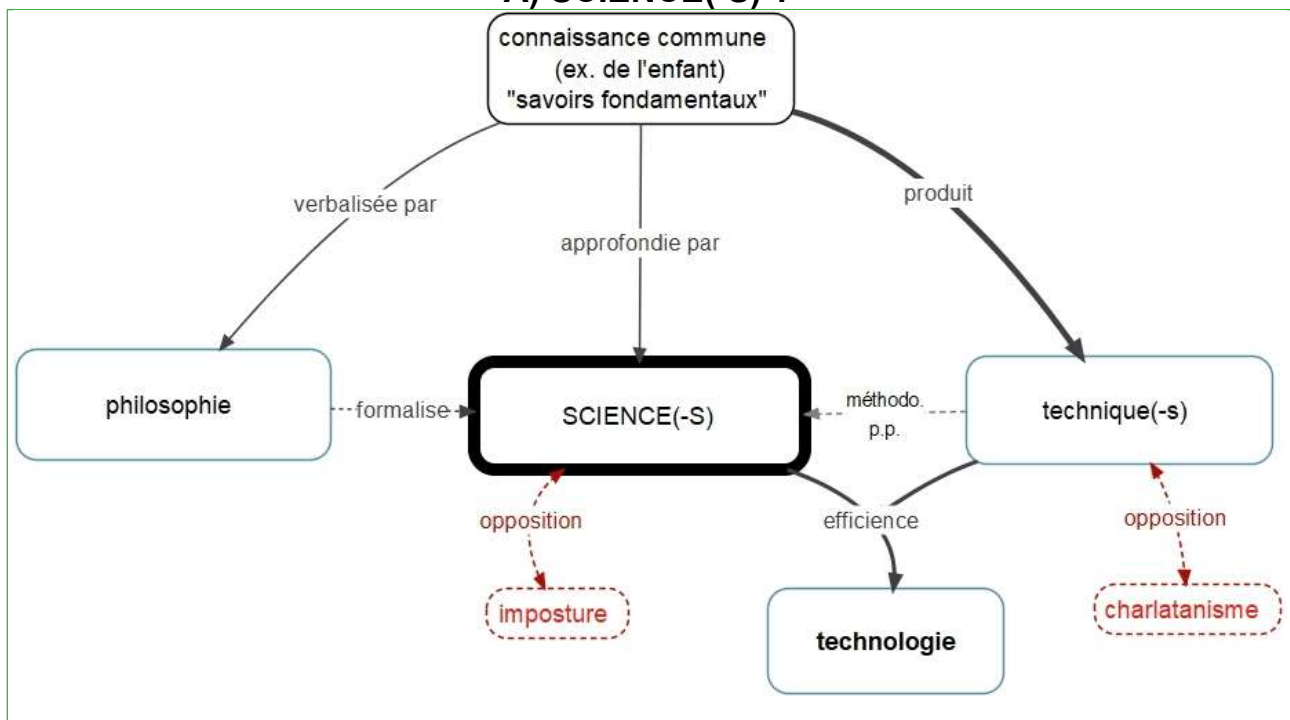 A) SCIENCE(-S) :
connaissance commune
(ex. de l'enfant)
"savoirs fondamentaux"
verbalisée par
approfondie par
produit
philosophie
formalise
SCIENCE(-S)
méthodo.
p.p.
technique(-s)
opposition
efficience
opposition
imposture
technologie
charlatanisme